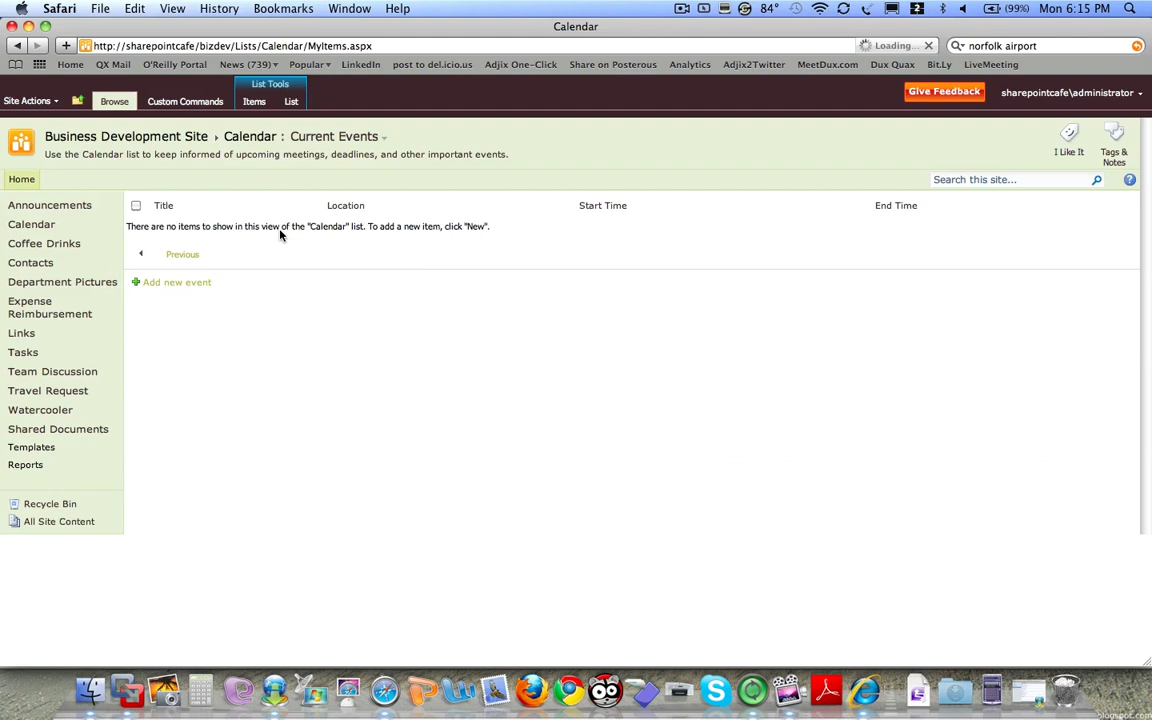 Safari File Edit View History Bookmarks Window Help 84° 2 (99%) Mon 6:15 PM
Calendar
http://sharepointcafe/bizdev/Lists/Calendar/MyItems.aspx Loading... norfolk airport
Home QX Mail O'Reilly Portal News (739) Popular LinkedIn post to del.icio.us Adjix One-Click Share on Posterous Analytics Adjix2Twitter MeetDux.com Dux Quax Bit.Ly LiveMeeting
List Tools
Site Actions Browse Custom Commands Items List Give Feedback sharepointcafe\administrator
Business Development Site › Calendar : Current Events
Use the Calendar list to keep informed of upcoming meetings, deadlines, and other important events.
I Like It
Tags & Notes
Home Search this site...
Announcements
Calendar
Coffee Drinks
Contacts
Department Pictures
Expense
Reimbursement
Links
Tasks
Team Discussion
Travel Request
Watercooler
Shared Documents
Templates
Reports
Recycle Bin
All Site Content
Title Location Start Time End Time
There are no items to show in this view of the "Calendar" list. To add a new item, click "New".
Previous
Add new event
blogspot.com